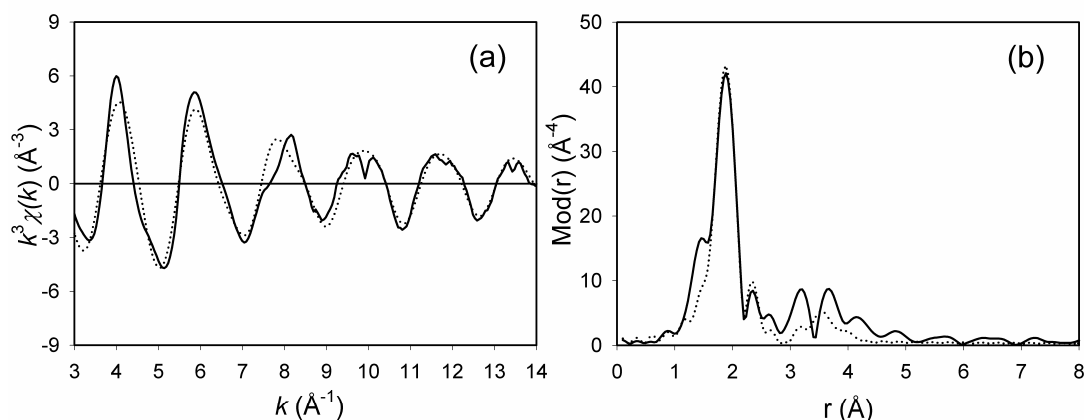 9
6
3
0
-3
-6
-9
k³χ(k) (Å⁻³)
(a)
3 4 5 6 7 8 9 10 11 12 13 14
k (Å⁻¹)
50
40
30
20
10
0
Mod(r) (Å⁻⁴)
(b)
0 1 2 3 4 5 6 7 8
r (Å)